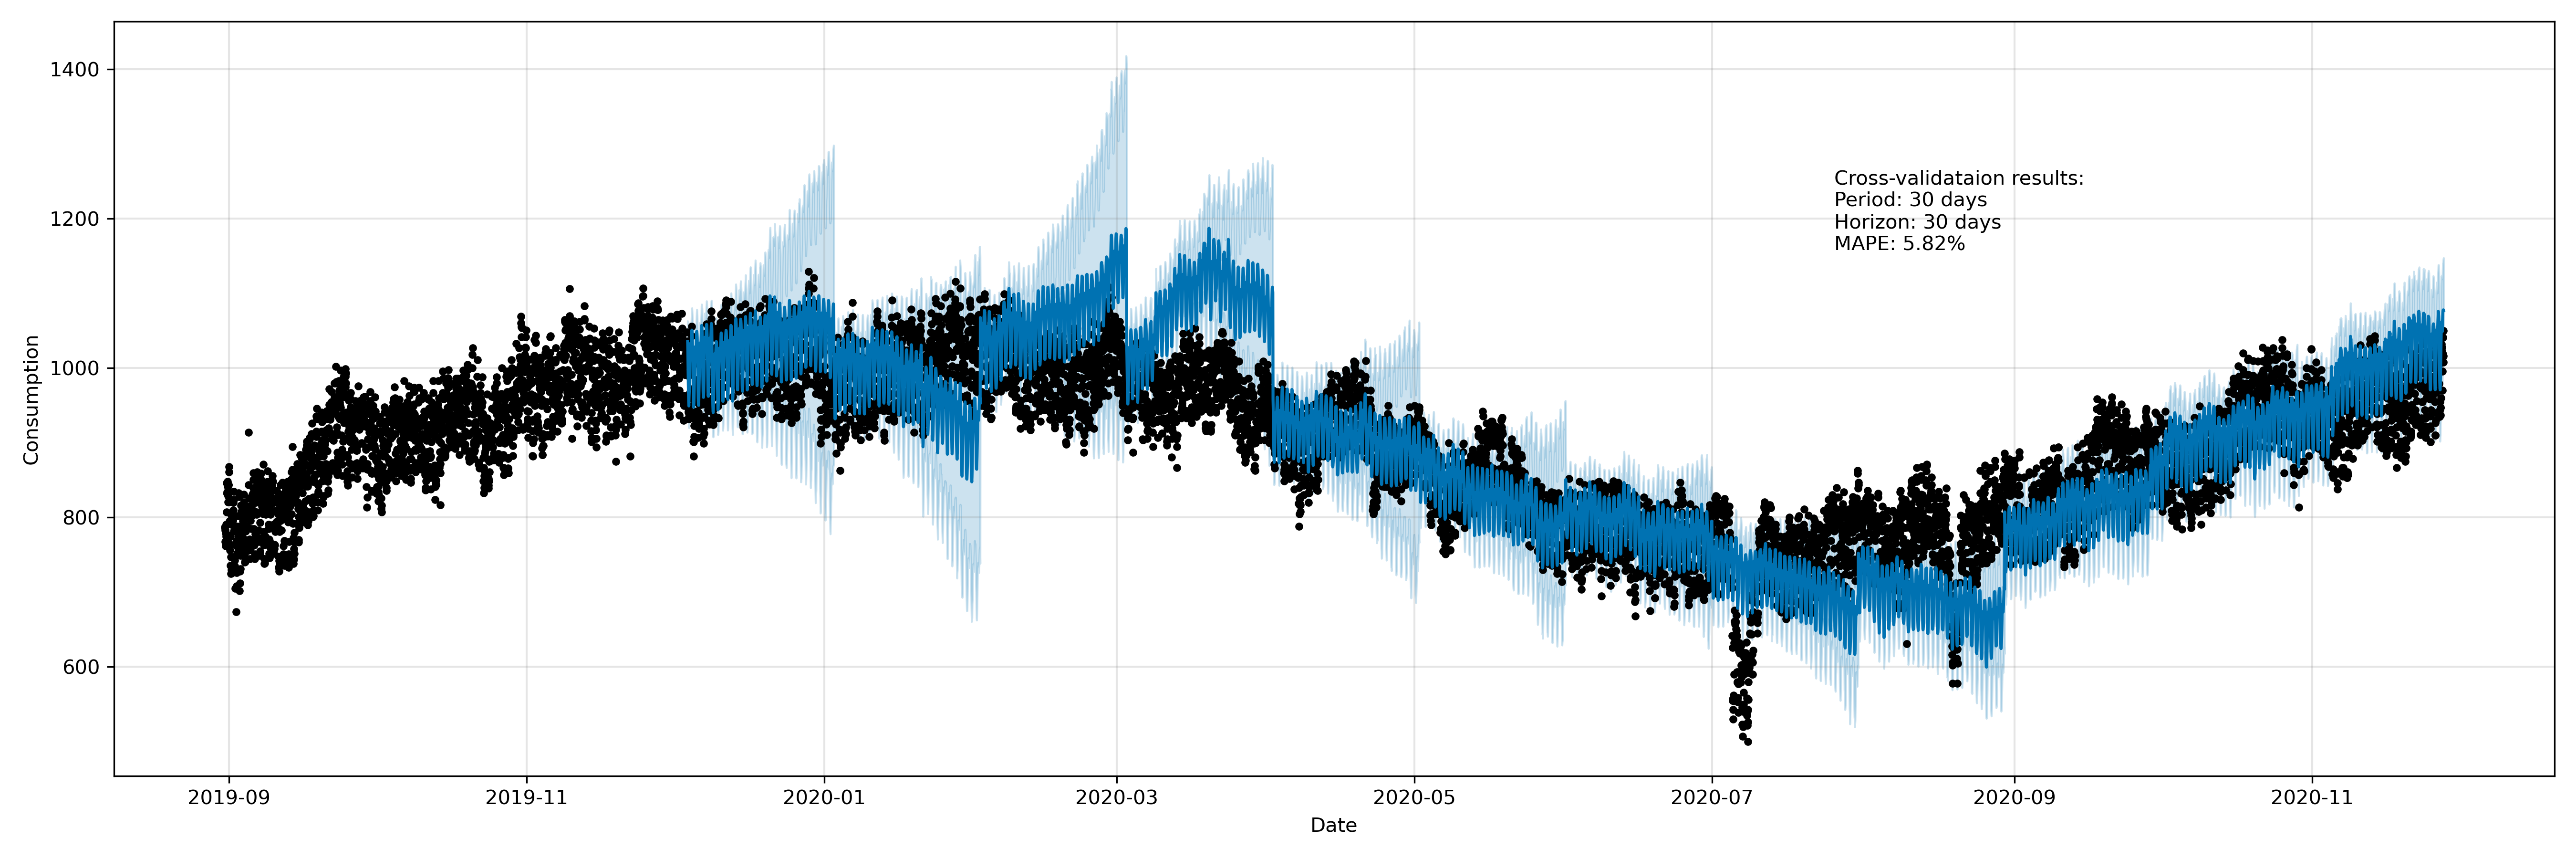 1400
1200
1000
800
600
Consumption
Cross-validataion results:
Period: 30 days
Horizon: 30 days
MAPE: 5.82%
2019-09
2019-11
2020-01
2020-03
2020-05
2020-07
2020-09
2020-11
Date